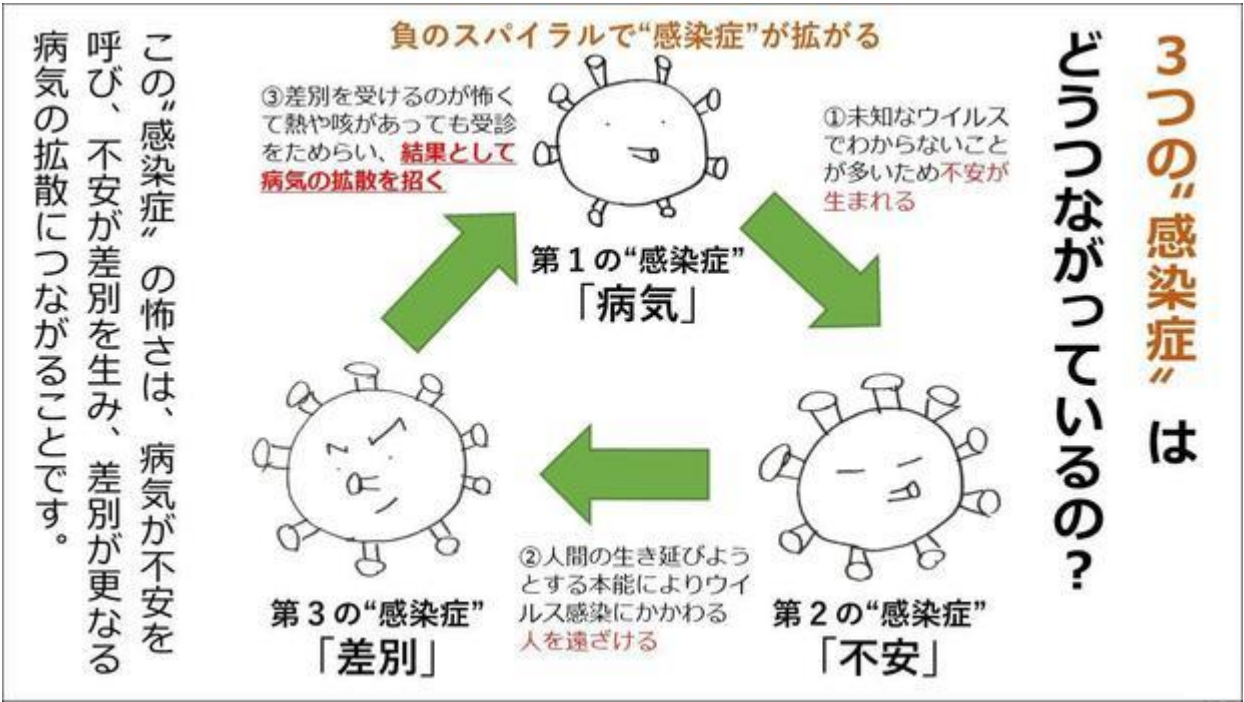 3つの“感染症”は
どうつながっているの?
負のスパイラルで“感染症”が拡がる
①未知なウイルス
でわからないこと
が多いため不安が
生まれる
③差別を受けるのが怖く
て熱や咳があっても受診
をためらい、結果として
病気の拡散を招く
第1の“感染症”
「病気」
第2の“感染症”
「不安」
②人間の生き延びよう
とする本能によりウイ
ルス感染にかかわる
人を遠ざける
第3の“感染症”
「差別」
この“感染症”の怖さは、病気が不安を
呼び、不安が差別を生み、差別が更なる
病気の拡散につながることです。